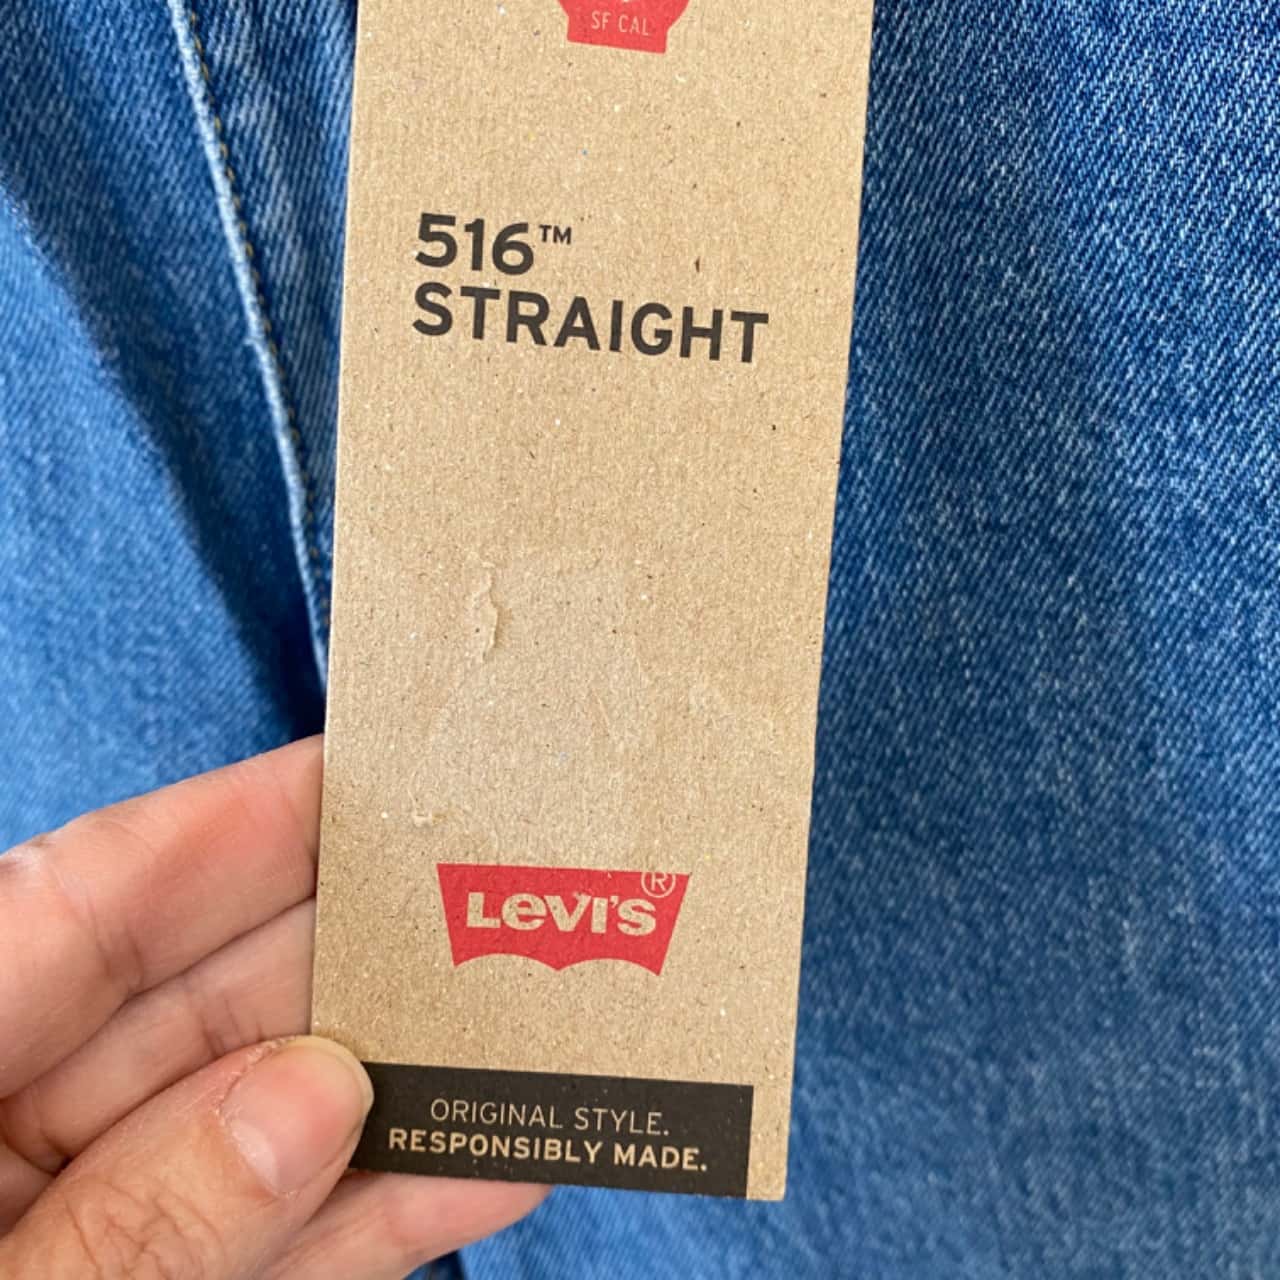 SF CAL
516™
STRAIGHT
LEVI'S®
ORIGINAL STYLE.
RESPONSIBLY MADE.